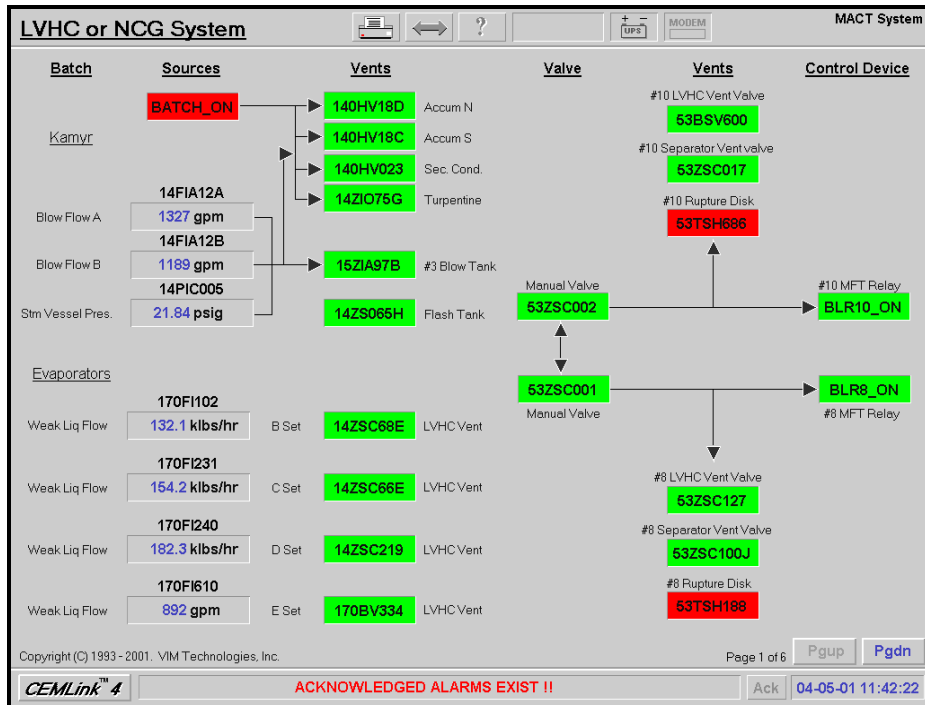 LVHC or NCG System
?
+ -
UPS
MODEM
MACT System
Batch Sources Vents Valve Vents Control Device
BATCH_ON
Kamyr
140HV18D Accum N
140HV18C Accum S
140HV023 Sec. Cond.
14ZIO75G Turpentine
#10 LVHC Vent Valve
53BSV600
#10 Separator Vent valve
53ZSC017
#10 Rupture Disk
53TSH686
14FIA12A
Blow Flow A 1327 gpm
14FIA12B
Blow Flow B 1189 gpm
15ZIA97B #3 Blow Tank
14PIC005
Stm Vessel Pres. 21.84 psig
14ZS065H Flash Tank
Manual Valve
53ZSC002
#10 MFT Relay
BLR10_ON
Evaporators
53ZSC001
Manual Valve
BLR8_ON
#8 MFT Relay
170FI102
Weak Liq Flow 132.1 klbs/hr B Set 14ZSC68E LVHC Vent
170FI231
Weak Liq Flow 154.2 klbs/hr C Set 14ZSC66E LVHC Vent
170FI240
Weak Liq Flow 182.3 klbs/hr D Set 14ZSC219 LVHC Vent
170FI610
Weak Liq Flow 892 gpm E Set 170BV334 LVHC Vent
#8 LVHC Vent Valve
53ZSC127
#8 Separator Vent Valve
53ZSC100J
#8 Rupture Disk
53TSH188
Copyright (C) 1993 - 2001. VIM Technologies, Inc.
Page 1 of 6 Pgup Pgdn
CEMLink™ 4 ACKNOWLEDGED ALARMS EXIST !! Ack 04-05-01 11:42:22